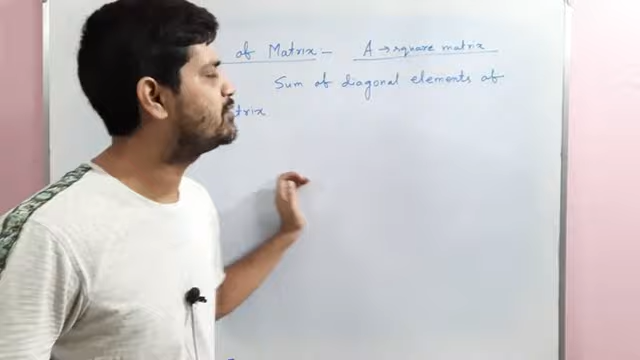 of Matrix – A → square matrix
Sum of diagonal elements of
trix